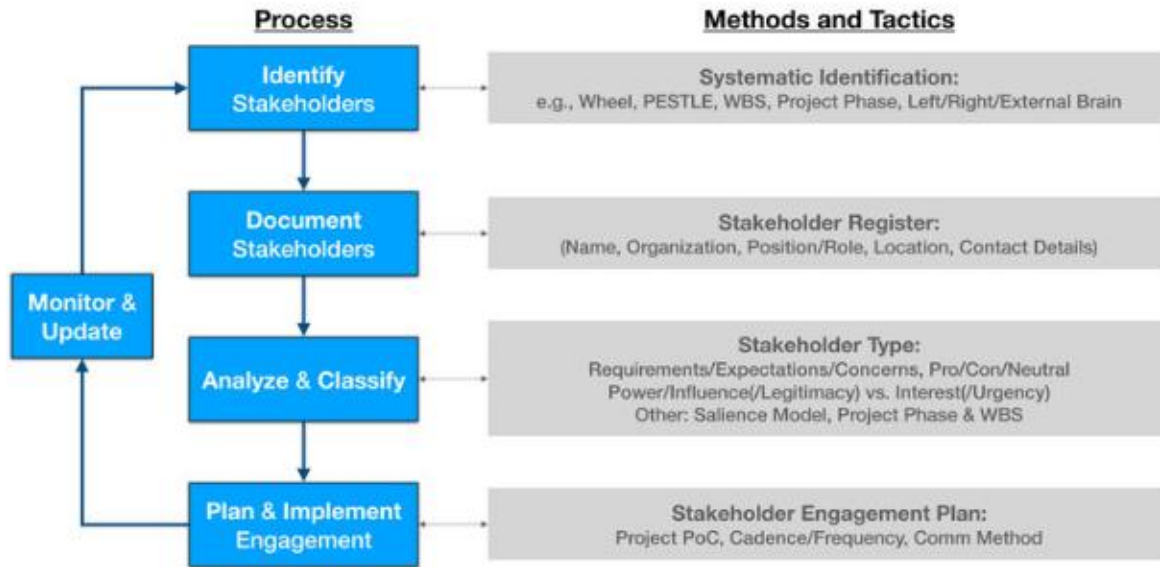 Process
Methods and Tactics
Identify
Stakeholders
Systematic Identification:
e.g., Wheel, PESTLE, WBS, Project Phase, Left/Right/External Brain
Document
Stakeholders
Stakeholder Register:
(Name, Organization, Position/Role, Location, Contact Details)
Monitor &
Update
Analyze & Classify
Stakeholder Type:
Requirements/Expectations/Concerns, Pro/Con/Neutral
Power/Influence(/Legitimacy) vs. Interest(/Urgency)
Other: Salience Model, Project Phase & WBS
Plan & Implement
Engagement
Stakeholder Engagement Plan:
Project PoC, Cadence/Frequency, Comm Method